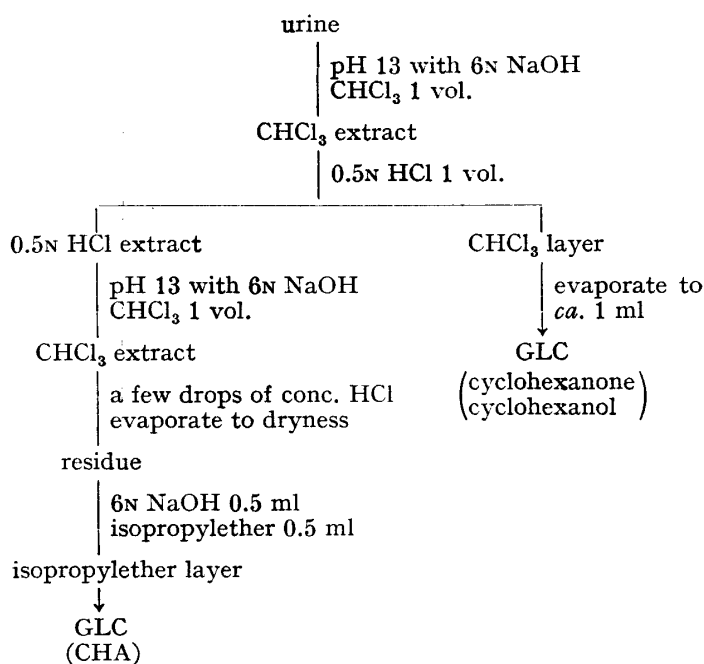 urine
pH 13 with 6N NaOH
CHCl₃ 1 vol.
CHCl₃ extract
0.5N HCl 1 vol.
0.5N HCl extract
pH 13 with 6N NaOH
CHCl₃ 1 vol.
CHCl₃ extract
a few drops of conc. HCl
evaporate to dryness
residue
6N NaOH 0.5 ml
isopropylether 0.5 ml
isopropylether layer
GLC
(CHA)
CHCl₃ layer
evaporate to
ca. 1 ml
GLC
(cyclohexanone
cyclohexanol)